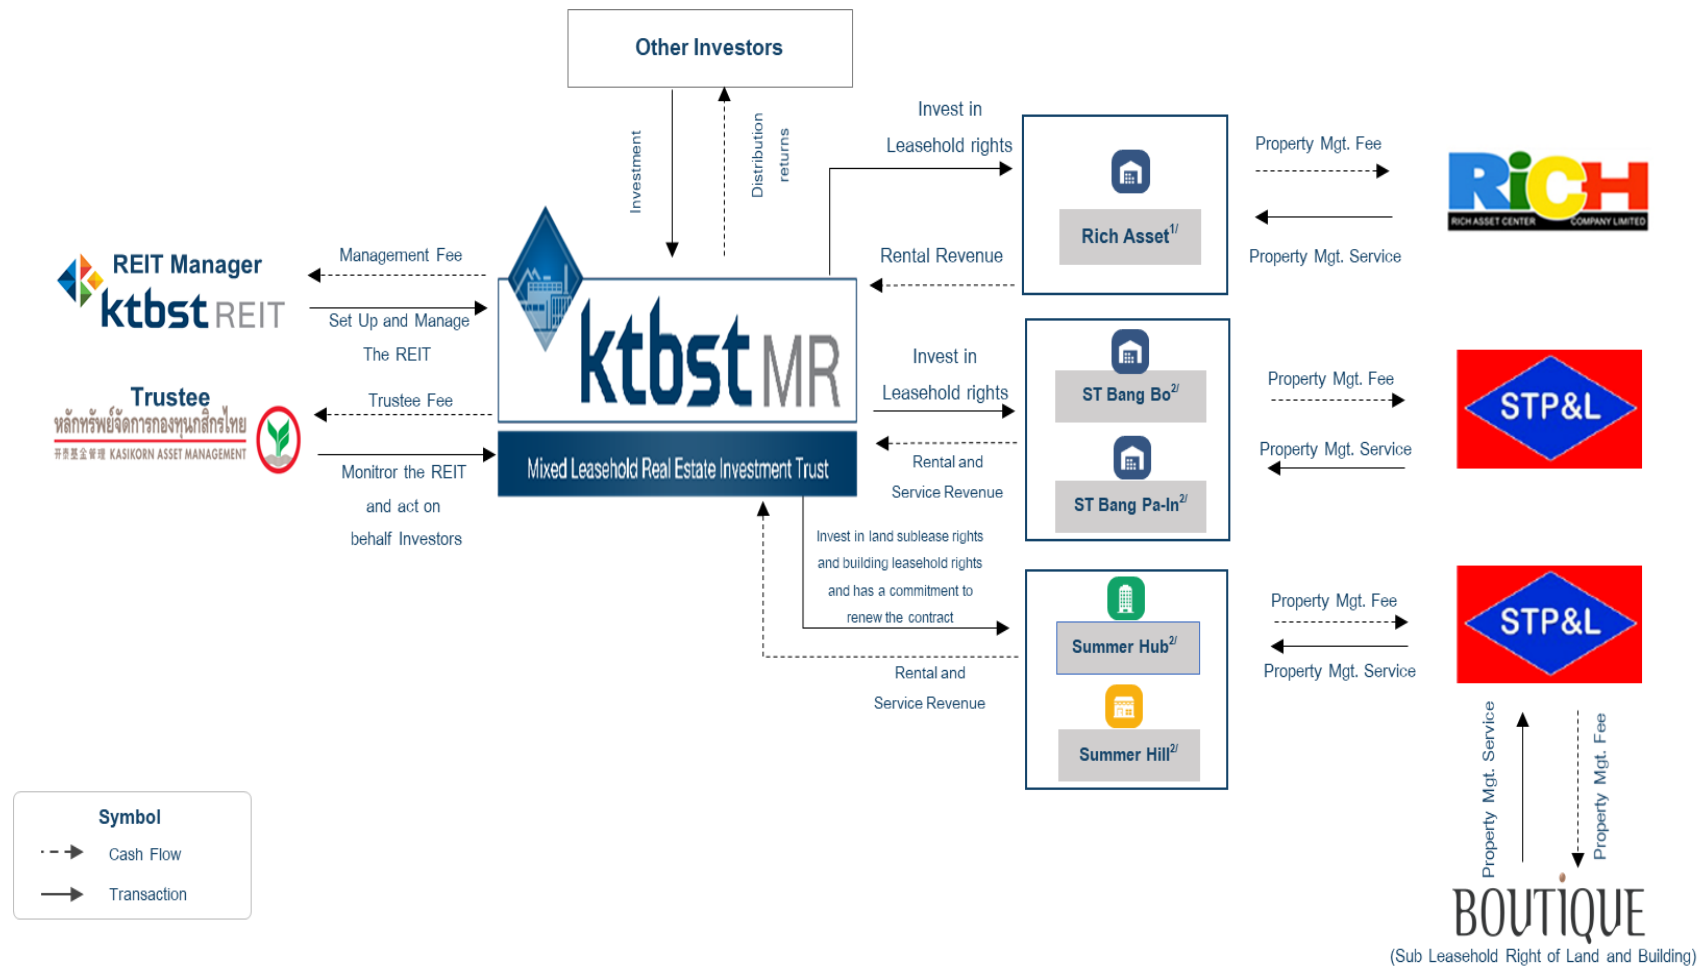 Other Investors
Investment
Distribution
returns
Invest in
Leasehold rights
Rental Revenue
Rich Asset1/
Property Mgt. Fee
Property Mgt. Service
RiCH
RICH ASSET CENTER COMPANY LIMITED
REIT Manager
ktbst REIT
Management Fee
Set Up and Manage
The REIT
Trustee
หลักทรัพย์จัดการกองทุนกสิกรไทย
开泰基金管理 KASIKORN ASSET MANAGEMENT
Trustee Fee
Monitror the REIT
and act on
behalf Investors
ktbst MR
Mixed Leasehold Real Estate Investment Trust
Invest in
Leasehold rights
Rental and
Service Revenue
ST Bang Bo2/
ST Bang Pa-In2/
Property Mgt. Fee
Property Mgt. Service
STP&L
Invest in land sublease rights
and building leasehold rights
and has a commitment to
renew the contract
Rental and
Service Revenue
Summer Hub2/
Summer Hill2/
Property Mgt. Fee
Property Mgt. Service
STP&L
Property Mgt. Service
Property Mgt. Fee
BOUTIQUE
(Sub Leasehold Right of Land and Building)
Symbol
Cash Flow
Transaction